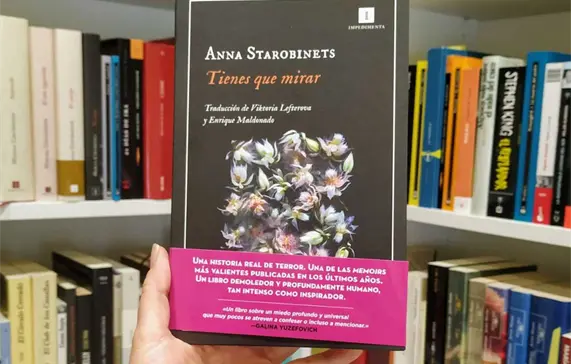 IMPEDIMENTA
ANNA STAROBINETS
Tienes que mirar
Traducción de Viktoria Lefterova
y Enrique Maldonado
UNA HISTORIA REAL DE TERROR. UNA DE LAS MEMOIRS
MÁS VALIENTES PUBLICADAS EN LOS ÚLTIMOS AÑOS.
UN LIBRO DEMOLEDOR Y PROFUNDAMENTE HUMANO,
TAN INTENSO COMO INSPIRADOR.
«Un libro sobre un miedo profundo y universal
que muy pocos se atreven a confesar e incluso a mencionar.»
—GALINA YUZEFOVICH
STEPHEN KING